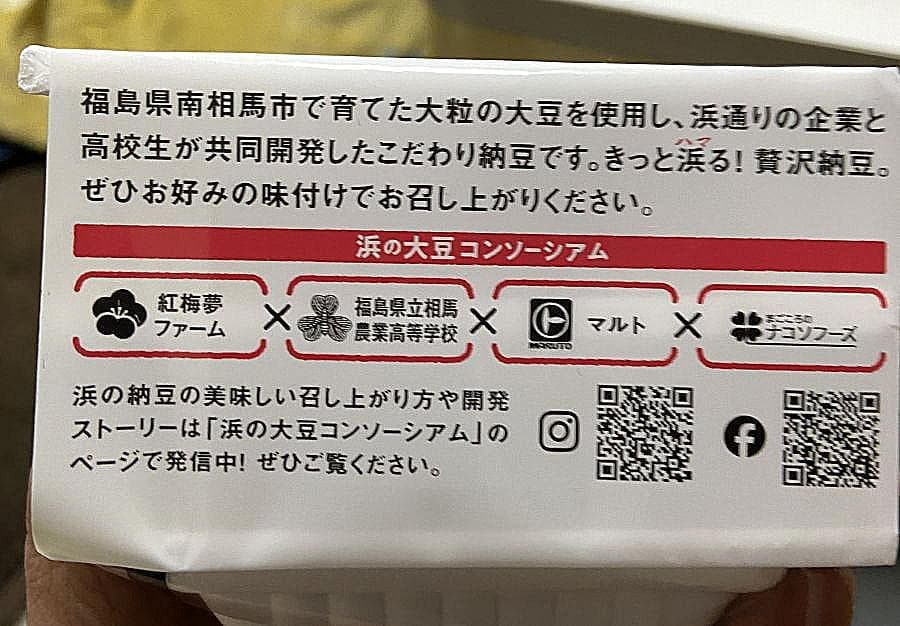 福島県南相馬市で育てた大粒の大豆を使用し、浜通りの企業と
高校生が共同開発したこだわり納豆です。きっと浜る！贅沢納豆。
ハマ
ぜひお好みの味付けでお召し上がりください。
浜の大豆コンソーシアム
紅梅夢
ファーム
×
福島県立相馬
農業高等学校
×
マルト
MARUTO
×
まごころの
ナコソフーズ
浜の納豆の美味しい召し上がり方や開発
ストーリーは「浜の大豆コンソーシアム」の
ページで発信中！ぜひご覧ください。